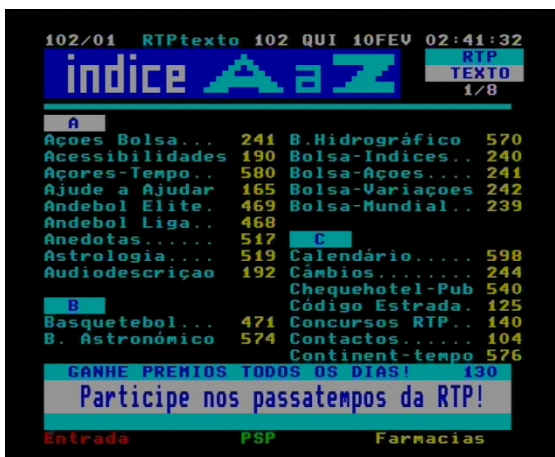 102/01 RTPtexto 102 QUI 10FEV 02:41:32
indice A a Z
RTP
TEXTO
1/8
A
Açoes Bolsa... 241
Acessibilidades 190
Açores-Tempo.. 580
Ajude a Ajudar 165
Andebol Elite. 469
Andebol Liga.. 468
Anedotas...... 517
Astrologia.... 519
Audiodescriçao 192
B
Basquetebol... 471
B. Astronómico 574
B.Hidrográfico 570
Bolsa-Indices.. 240
Bolsa-Açoes.... 241
Bolsa-Variaçoes 242
Bolsa-Mundial.. 239
C
Calendário..... 598
Câmbios........ 244
Chequehotel-Pub 540
Código Estrada. 125
Concursos RTP.. 140
Contactos...... 104
Continent-tempo 576
GANHE PREMIOS TODOS OS DIAS! 130
Participe nos passatempos da RTP!
Entrada PSP Farmacias